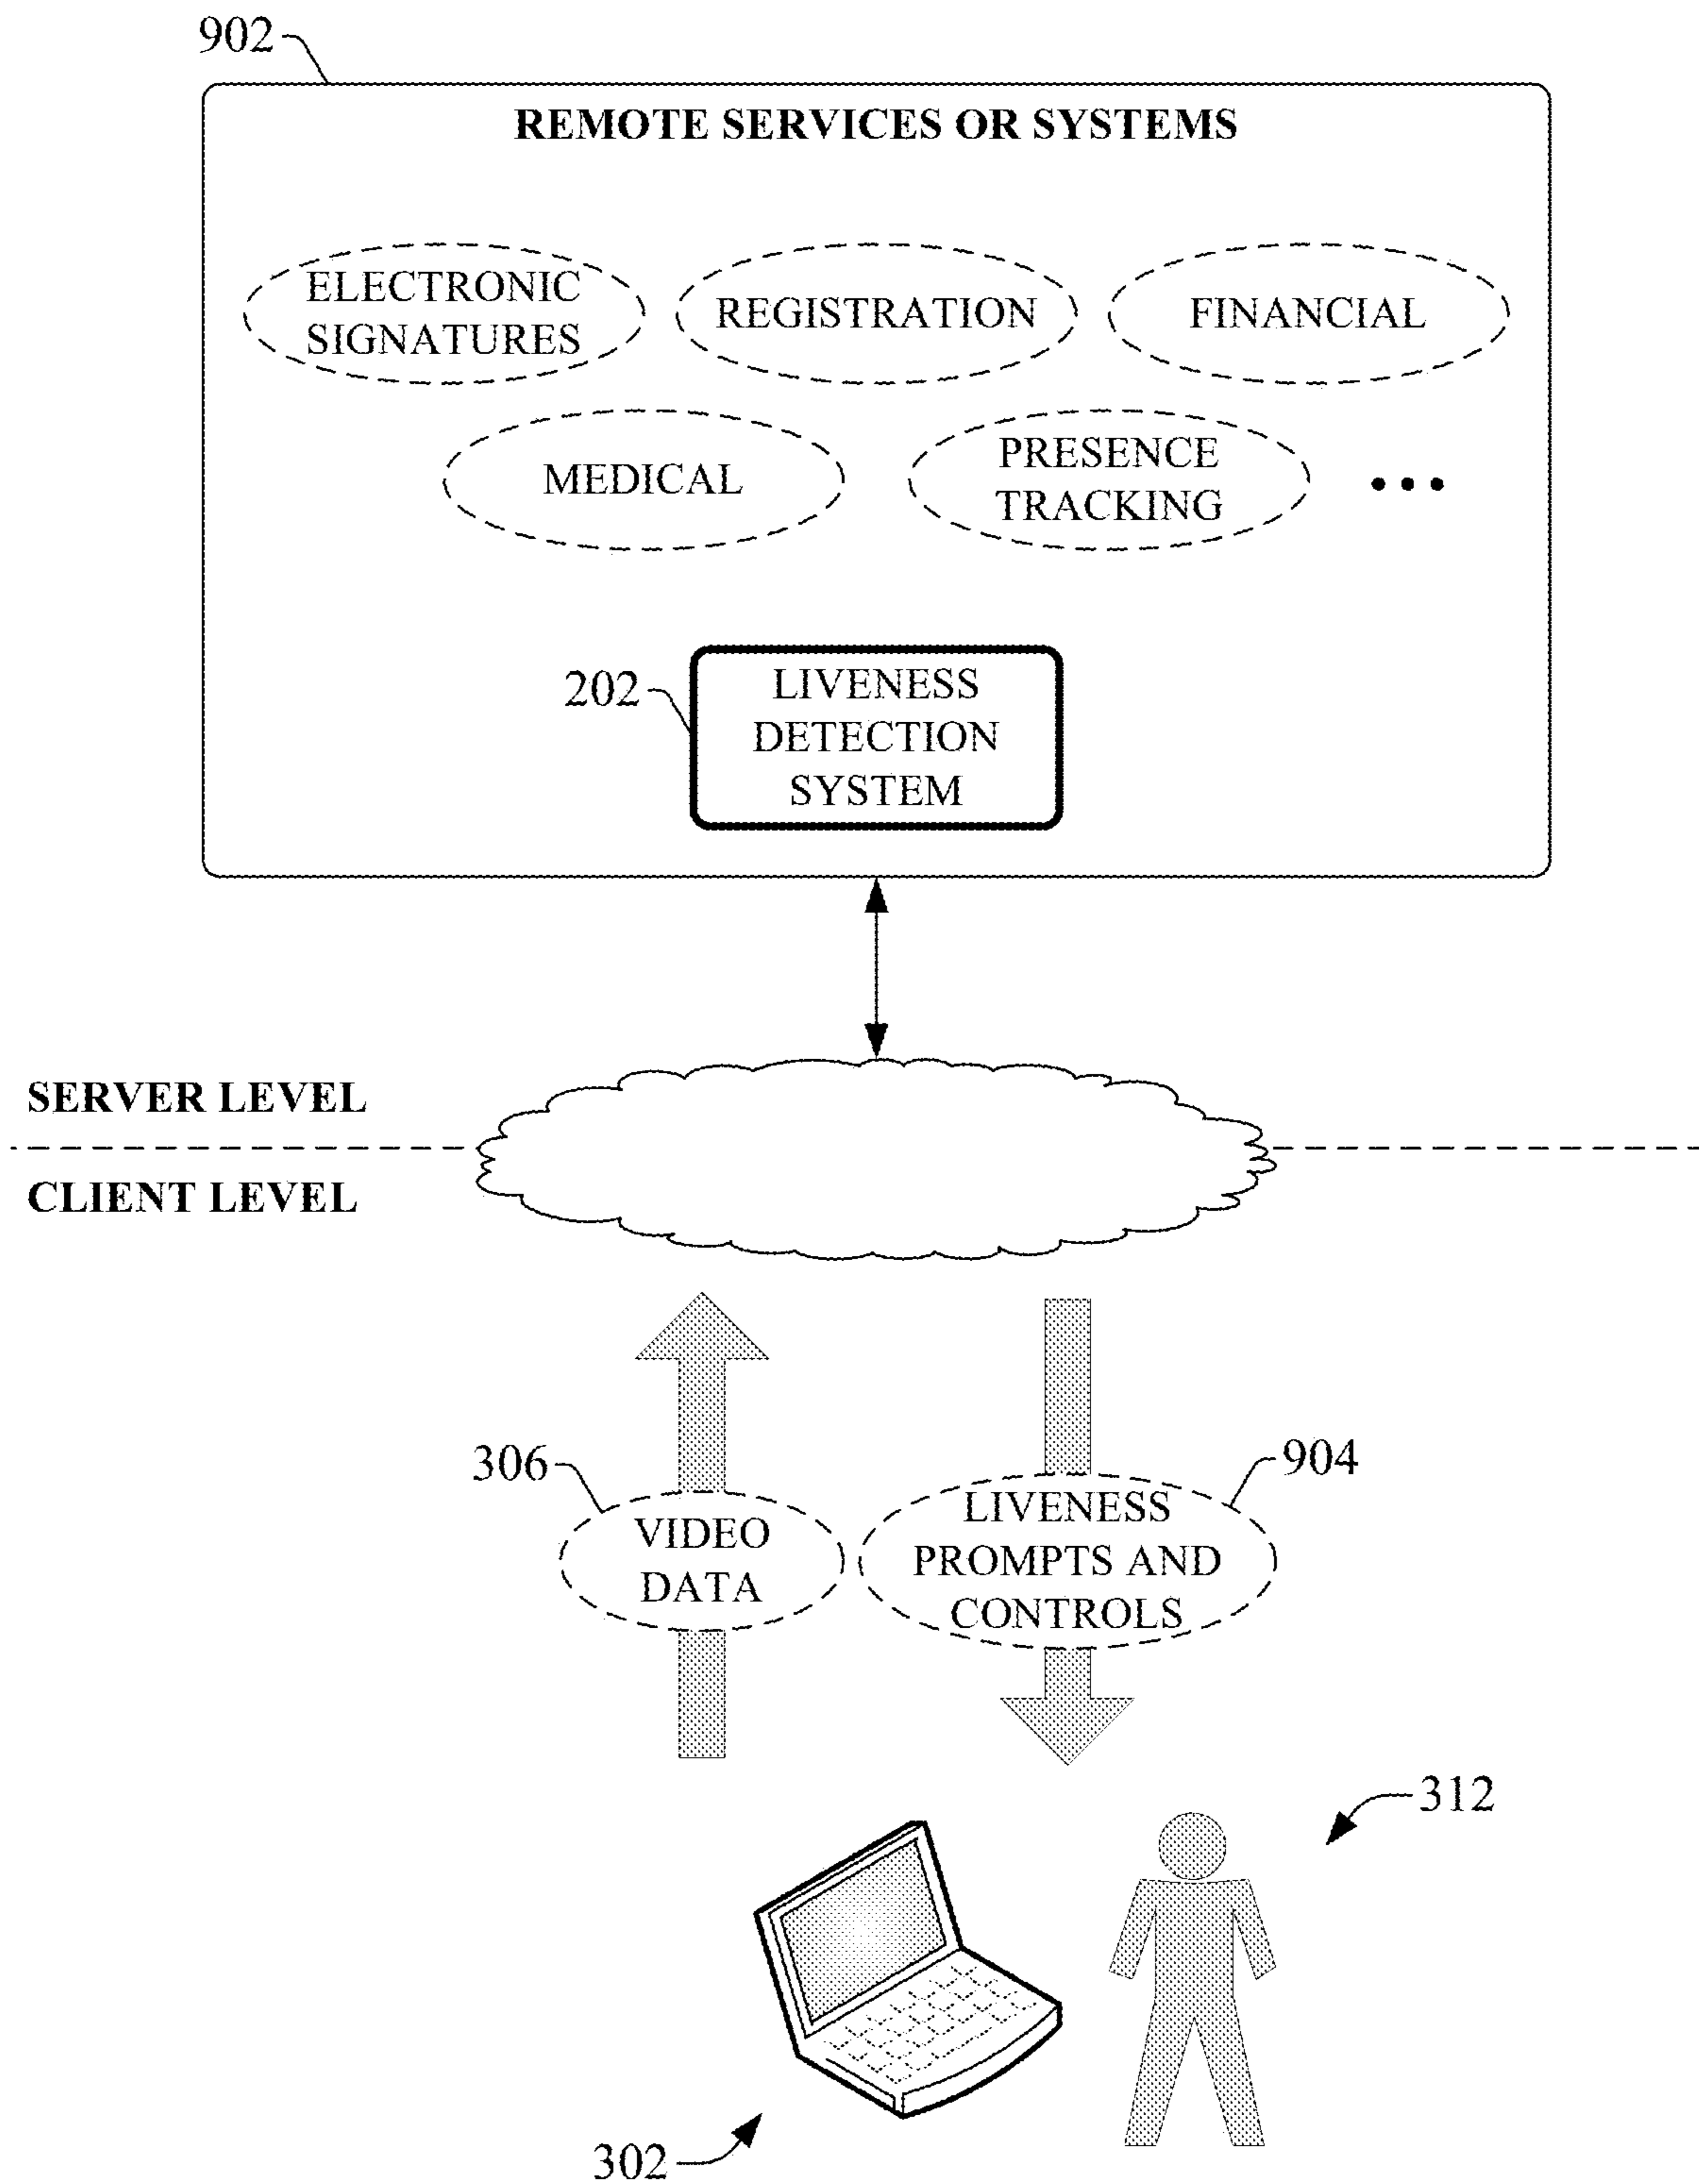 902
REMOTE SERVICES OR SYSTEMS
ELECTRONIC
SIGNATURES
REGISTRATION
FINANCIAL
MEDICAL
PRESENCE
TRACKING
...
202
LIVENESS
DETECTION
SYSTEM
SERVER LEVEL
CLIENT LEVEL
306
VIDEO
DATA
904
LIVENESS
PROMPTS AND
CONTROLS
312
302